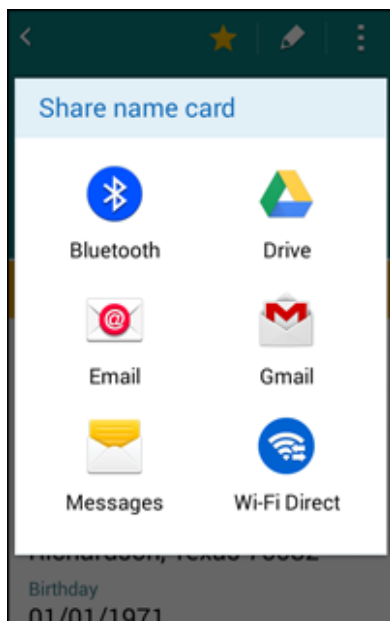 Share name card
Bluetooth Drive
Email Gmail
Messages Wi-Fi Direct
Birthday
01/01/1971